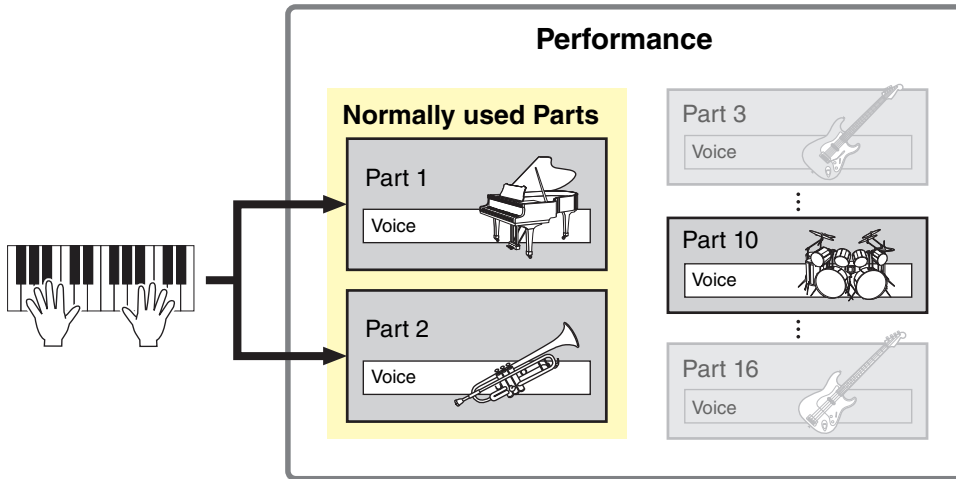 Performance
Normally used Parts
Part 1
Voice
Part 2
Voice
Part 3
Voice
Part 10
Voice
Part 16
Voice